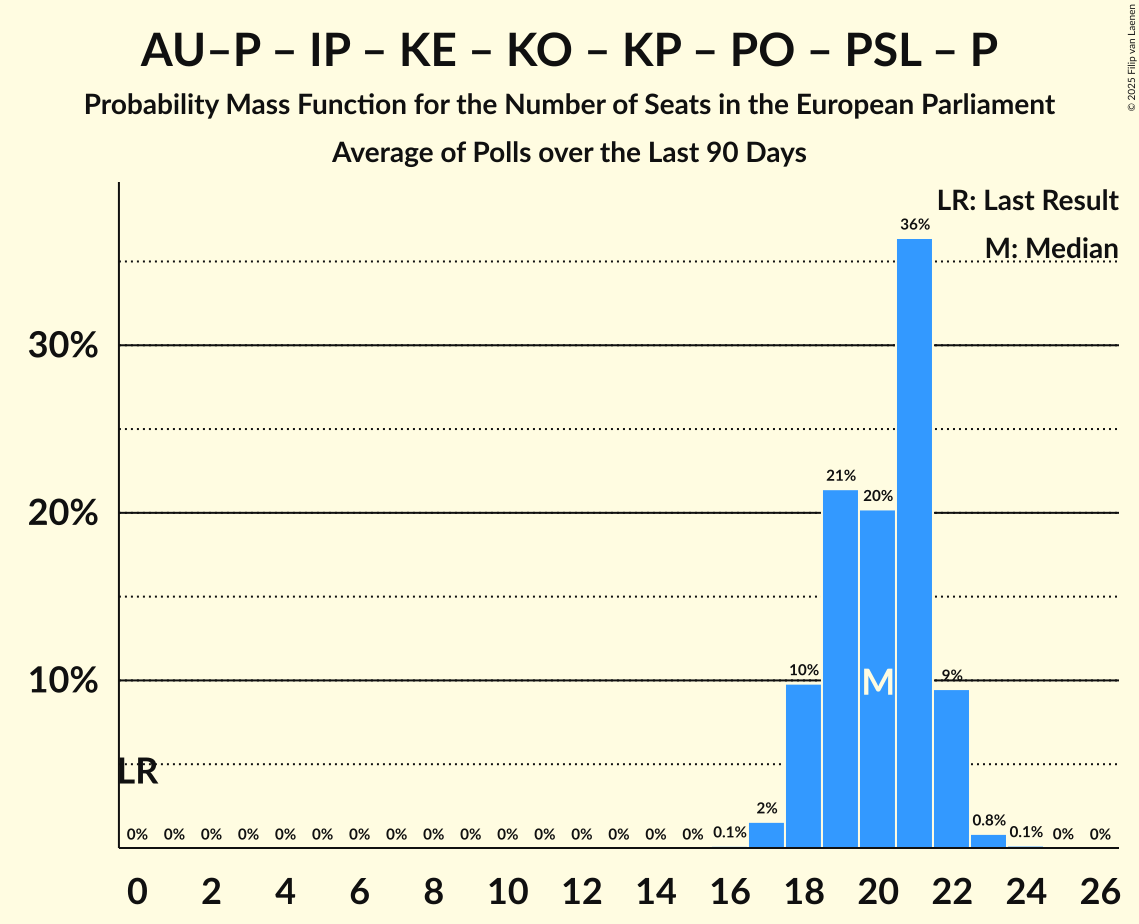 AU–P – IP – KE – KO – KP – PO – PSL – P
Probability Mass Function for the Number of Seats in the European Parliament
Average of Polls over the Last 90 Days
© 2025 Filip van Laenen
LR: Last Result
M: Median
36%
30%
21%
20%
20%
10%
10%
M
9%
LR
2%
0% 0% 0% 0% 0% 0% 0% 0% 0% 0% 0% 0% 0% 0% 0% 0% 0.1% 0.8% 0.1% 0% 0%
0 2 4 6 8 10 12 14 16 18 20 22 24 26